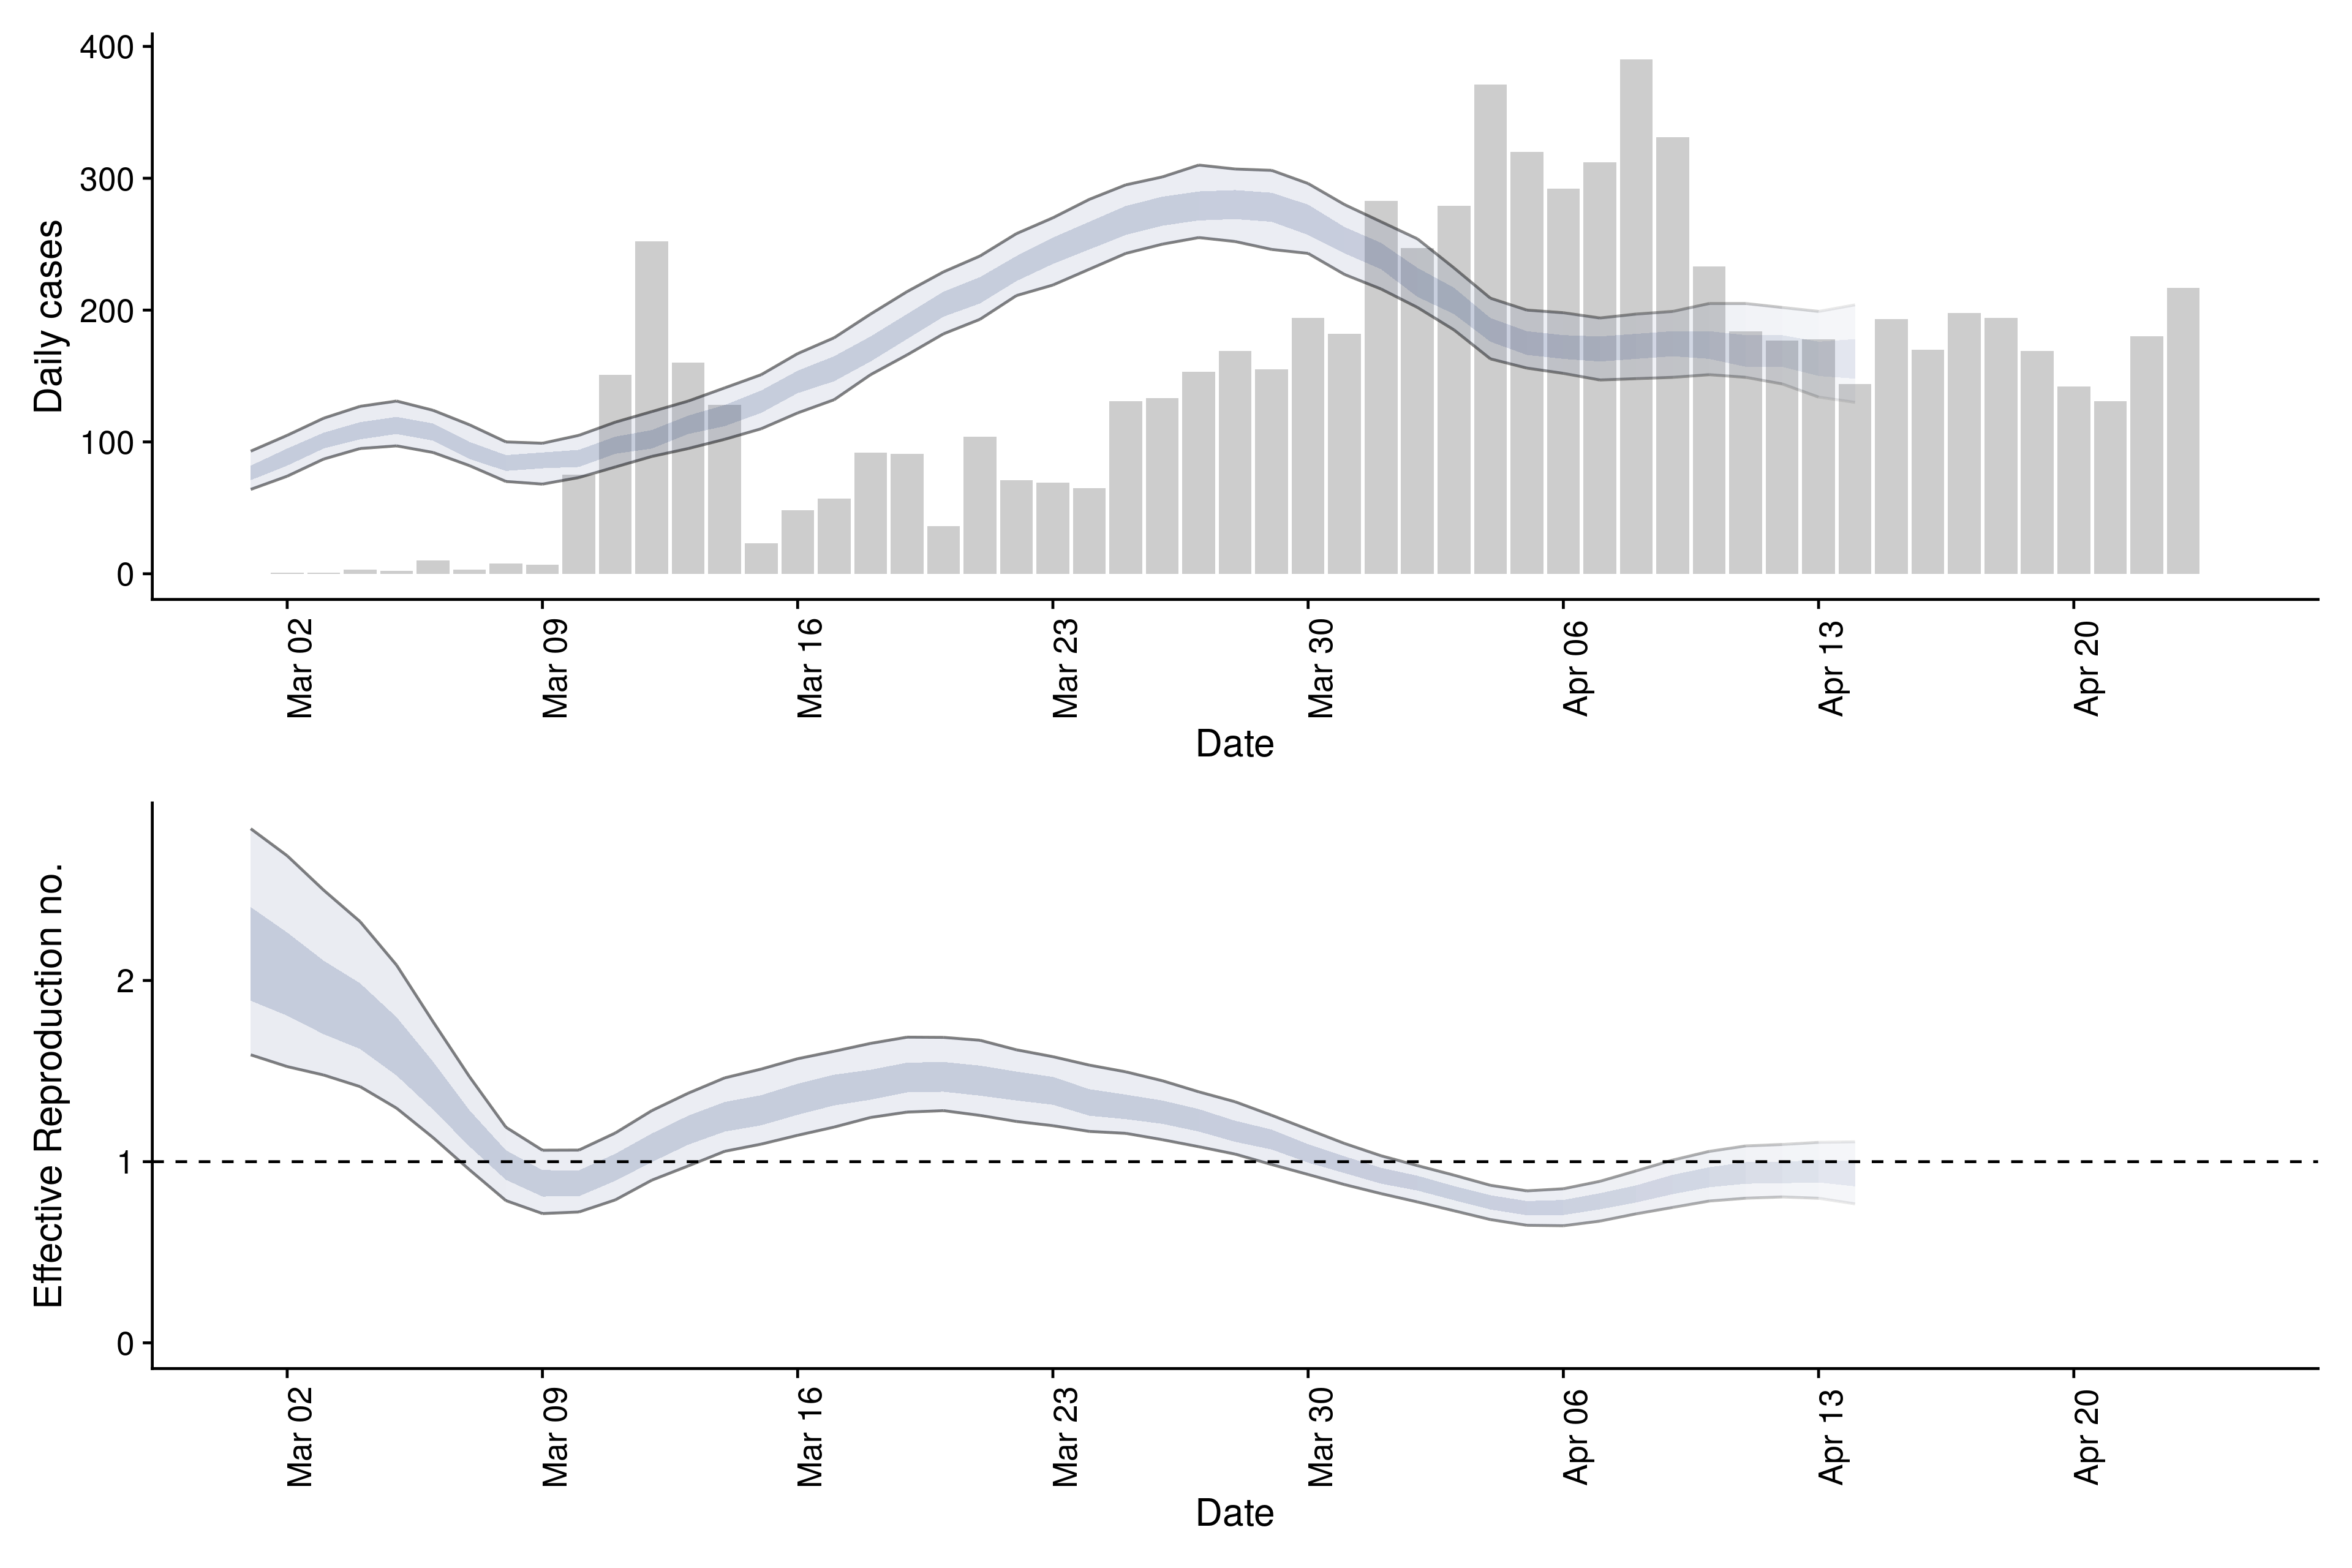 Daily cases
400
300
200
100
0
Mar 02
Mar 09
Mar 16
Mar 23
Mar 30
Apr 06
Apr 13
Apr 20
Date
Effective Reproduction no.
2
1
0
Mar 02
Mar 09
Mar 16
Mar 23
Mar 30
Apr 06
Apr 13
Apr 20
Date